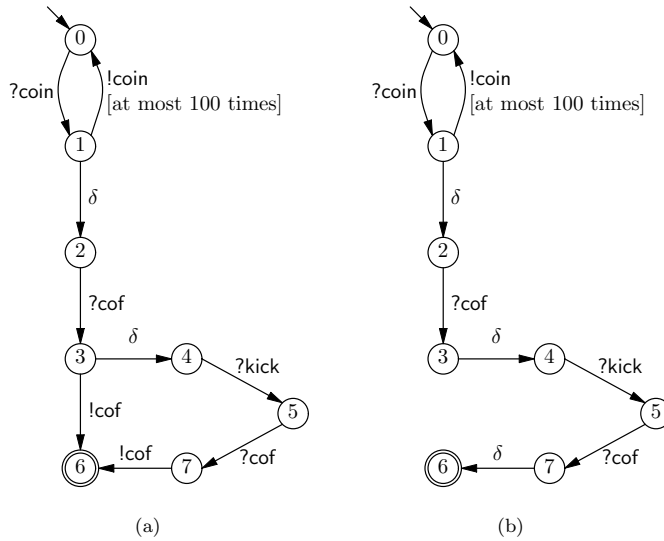 0
?coin
!coin
[at most 100 times]
1
δ
2
?cof
3
δ
4
?kick
5
!cof
?cof
6
!cof
7
(a)
0
?coin
!coin
[at most 100 times]
1
δ
2
?cof
3
δ
4
?kick
5
?cof
6
δ
7
(b)